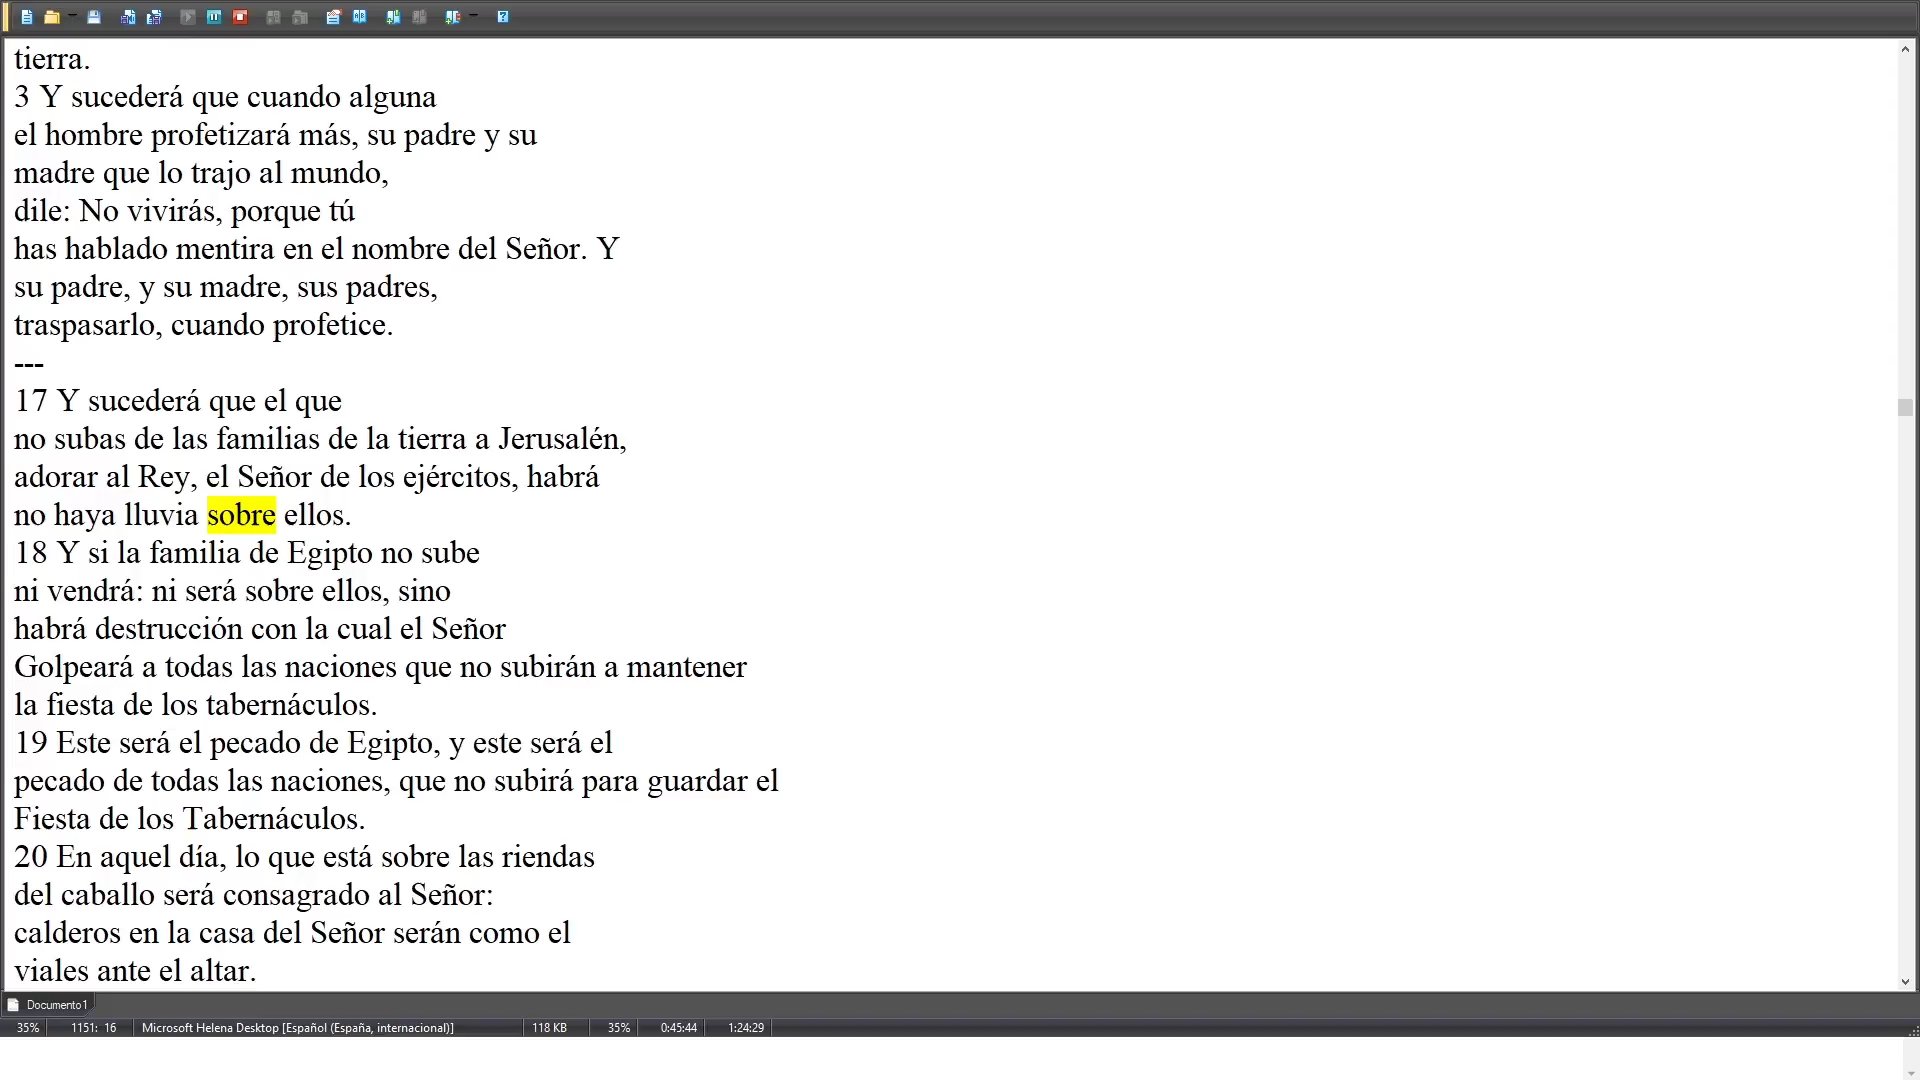 tierra.
3 Y sucederá que cuando alguna
el hombre profetizará más, su padre y su
madre que lo trajo al mundo,
dile: No vivirás, porque tú
has hablado mentira en el nombre del Señor. Y
su padre, y su madre, sus padres,
traspasarlo, cuando profetice.
---
17 Y sucederá que el que
no subas de las familias de la tierra a Jerusalén,
adorar al Rey, el Señor de los ejércitos, habrá
no haya lluvia sobre ellos.
18 Y si la familia de Egipto no sube
ni vendrá: ni será sobre ellos, sino
habrá destrucción con la cual el Señor
Golpeará a todas las naciones que no subirán a mantener
la fiesta de los tabernáculos.
19 Este será el pecado de Egipto, y este será el
pecado de todas las naciones, que no subirá para guardar el
Fiesta de los Tabernáculos.
20 En aquel día, lo que está sobre las riendas
del caballo será consagrado al Señor:
calderos en la casa del Señor serán como el
viales ante el altar.
Documento1
35% 1151: 16 Microsoft Helena Desktop [Español (España, internacional)] 118 KB 35% 0:45:44 1:24:29